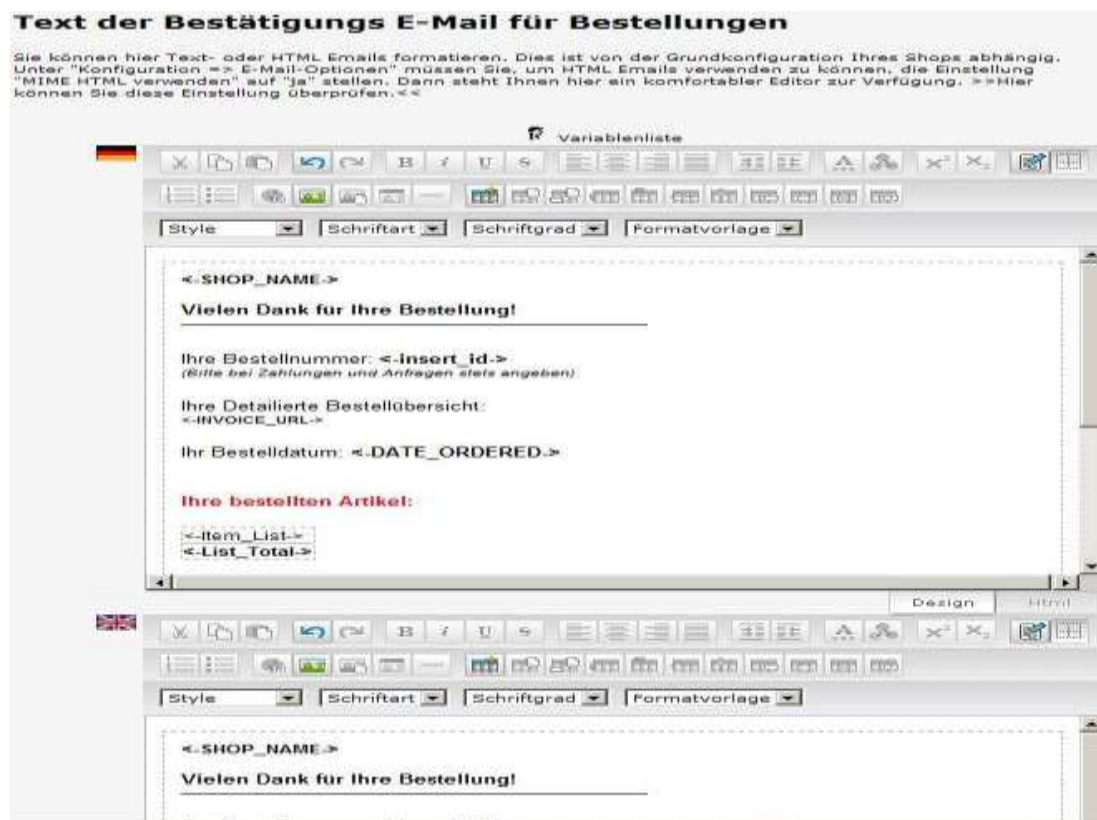 Text der Bestätigungs E-Mail für Bestellungen
Sie können hier Text- oder HTML Emails formatieren. Dies ist von der Grundkonfiguration Ihres Shops abhängig.
Unter "Konfiguration => E-Mail-Optionen" müssen Sie, um HTML Emails verwenden zu können, die Einstellung
"MIME HTML verwenden" auf "ja" stellen. Dann steht Ihnen hier ein komfortabler Editor zur Verfügung. >>Hier
können Sie diese Einstellung überprüfen.<<
Variablenliste
Style Schriftart Schriftgrad Formatvorlage
<-SHOP_NAME->
Vielen Dank für Ihre Bestellung!
Ihre Bestellnummer: <-insert_id->
(Bitte bei Zahlungen und Anfragen stets angeben)
Ihre Detailierte Bestellübersicht:
<-INVOICE_URL->
Ihr Bestelldatum: <-DATE_ORDERED->
Ihre bestellten Artikel:
<-Item_List->
<-List_Total->
Design Html
Style Schriftart Schriftgrad Formatvorlage
<-SHOP_NAME->
Vielen Dank für Ihre Bestellung!